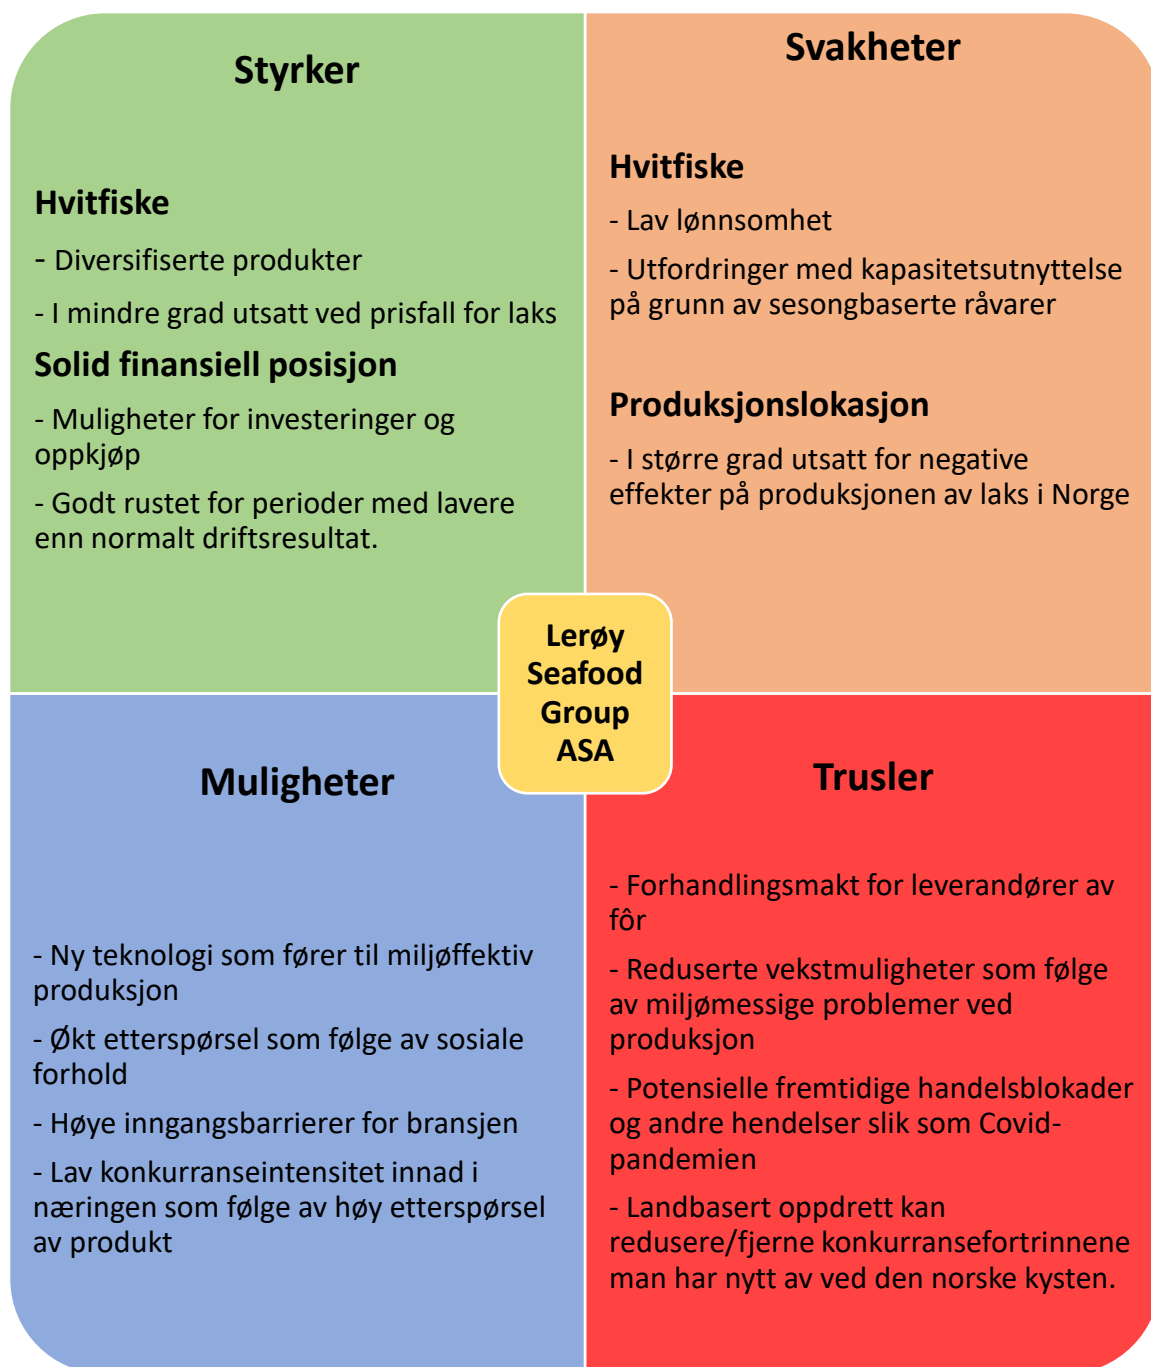 Styrker
Hvitfiske
- Diversifiserte produkter
- I mindre grad utsatt ved prisfall for laks
Solid finansiell posisjon
- Muligheter for investeringer og
oppkjøp
- Godt rustet for perioder med lavere
enn normalt driftsresultat.
Svakheter
Hvitfiske
- Lav lønnsomhet
- Utfordringer med kapasitetsutnyttelse
på grunn av sesongbaserte råvarer
Produksjonslokasjon
- I større grad utsatt for negative
effekter på produksjonen av laks i Norge
Lerøy
Seafood
Group
ASA
Muligheter
- Ny teknologi som fører til miljøffektiv
produksjon
- Økt etterspørsel som følge av sosiale
forhold
- Høye inngangsbarrierer for bransjen
- Lav konkurranseintensitet innad i
næringen som følge av høy etterspørsel
av produkt
Trusler
- Forhandlingsmakt for leverandører av
fôr
- Reduserte vekstmuligheter som følge
av miljømessige problemer ved
produksjon
- Potensielle fremtidige handelsblokader
og andre hendelser slik som Covid-
pandemien
- Landbasert oppdrett kan
redusere/fjerne konkurransefortrinnene
man har nytt av ved den norske kysten.